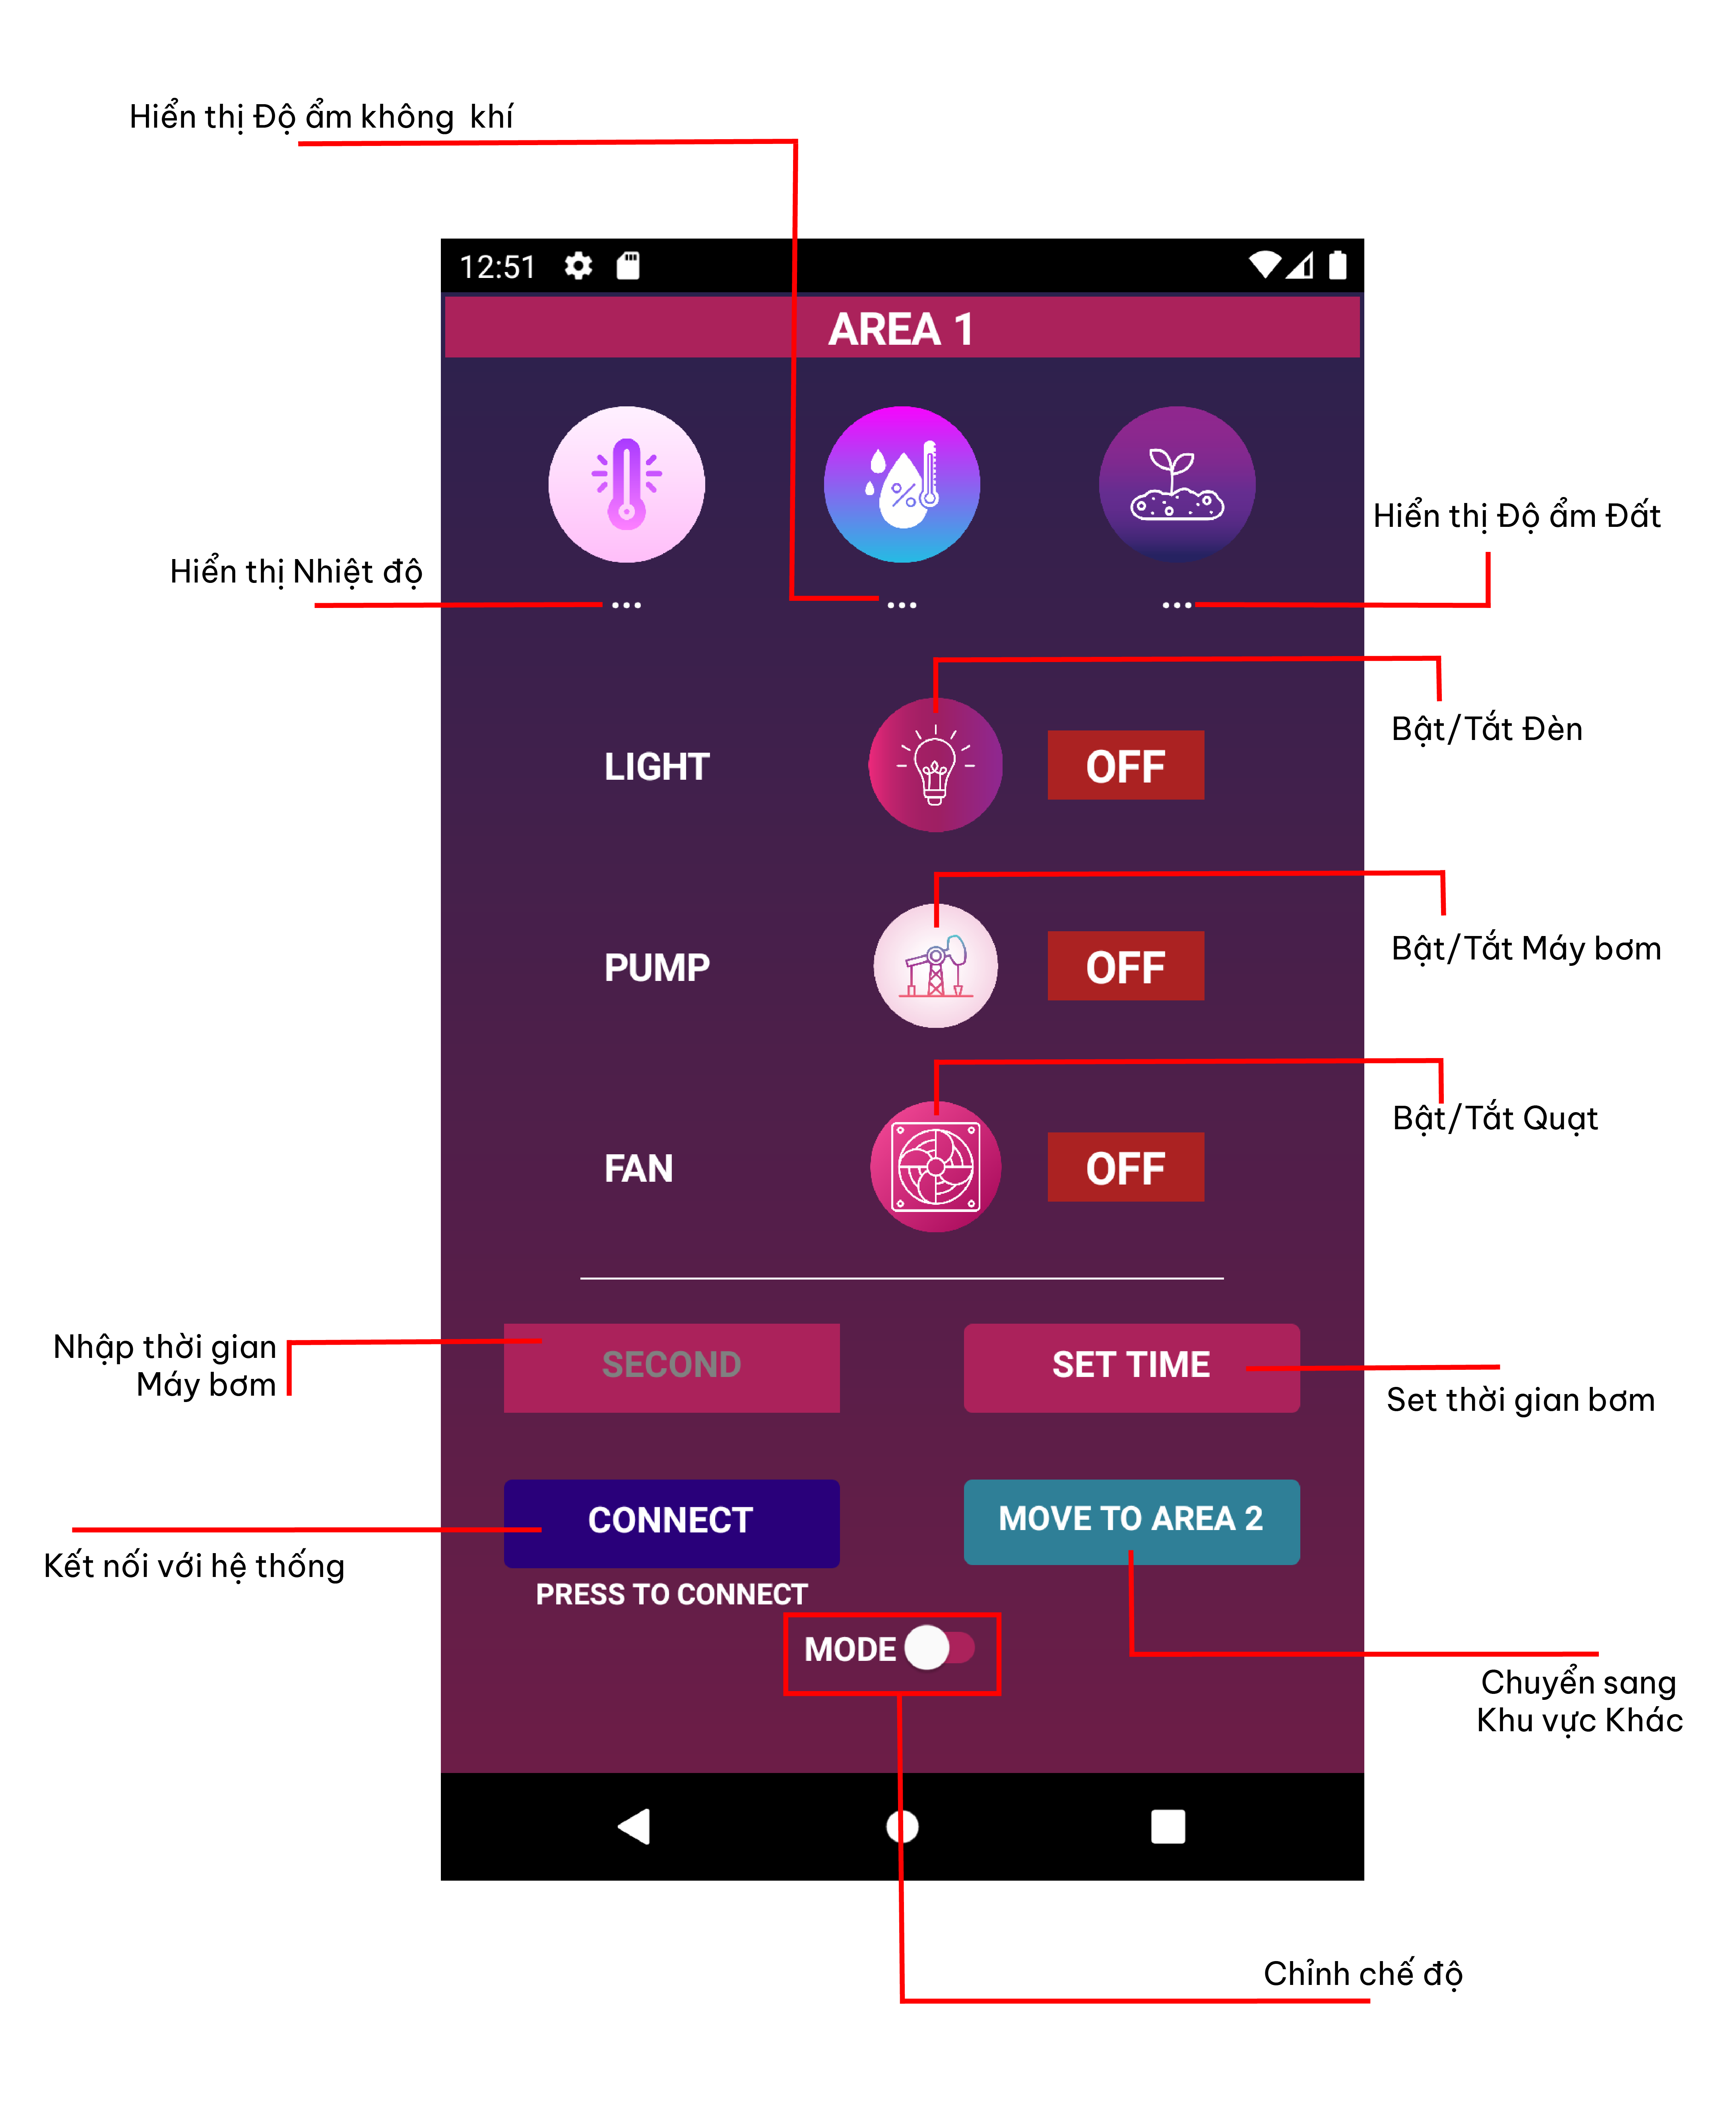 Hiển thị Độ ẩm không khí
12:51
AREA 1
Hiển thị Độ ẩm Đất
Hiển thị Nhiệt độ
...
...
...
Bật/Tắt Đèn
LIGHT
OFF
Bật/Tắt Máy bơm
PUMP
OFF
Bật/Tắt Quạt
FAN
OFF
Nhập thời gian
Máy bơm
SECOND
SET TIME
Set thời gian bơm
CONNECT
MOVE TO AREA 2
Kết nối với hệ thống
PRESS TO CONNECT
MODE
Chuyển sang
Khu vực Khác
Chỉnh chế độ